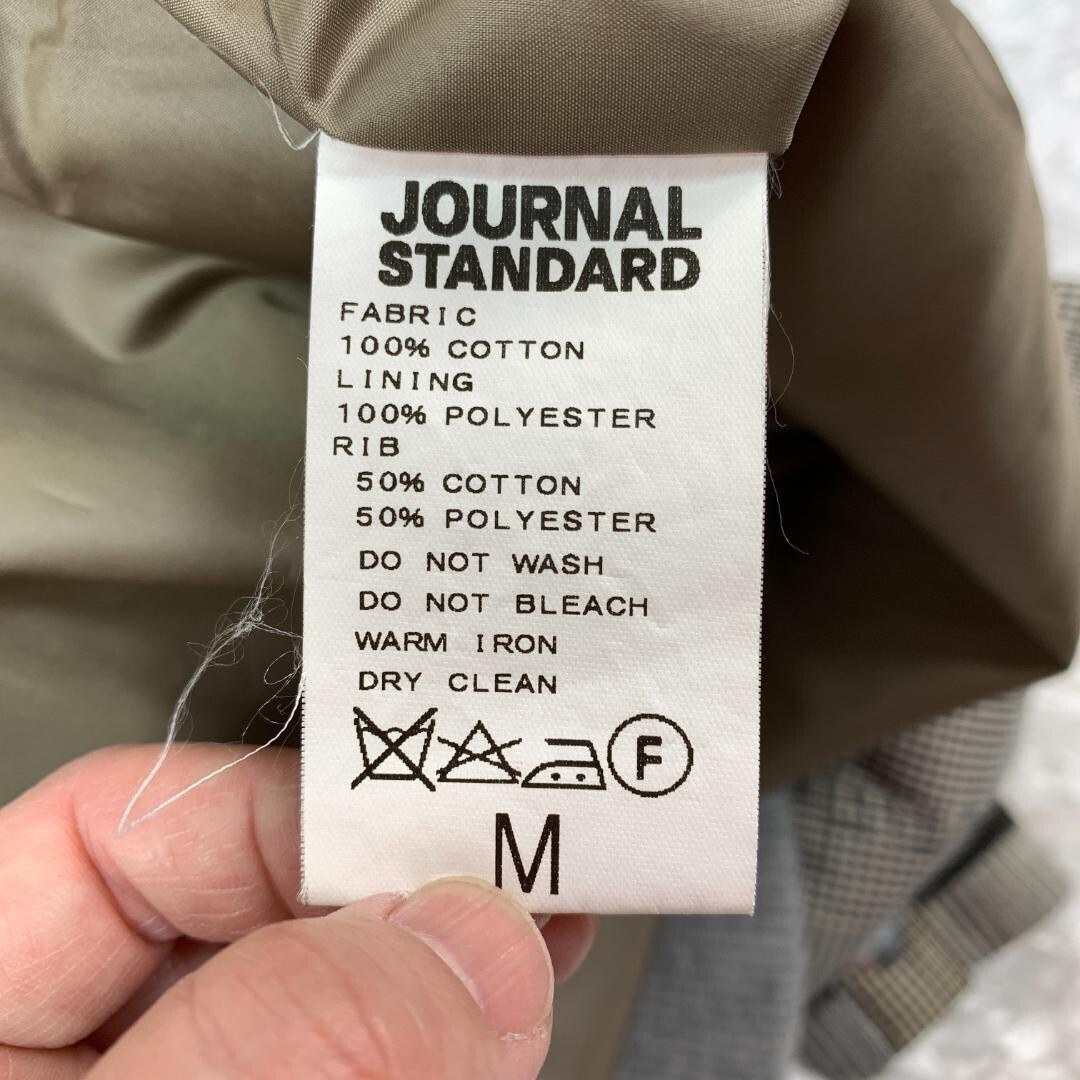 JOURNAL
STANDARD
FABRIC
100% COTTON
LINING
100% POLYESTER
RIB
50% COTTON
50% POLYESTER
DO NOT WASH
DO NOT BLEACH
WARM IRON
DRY CLEAN
F
M